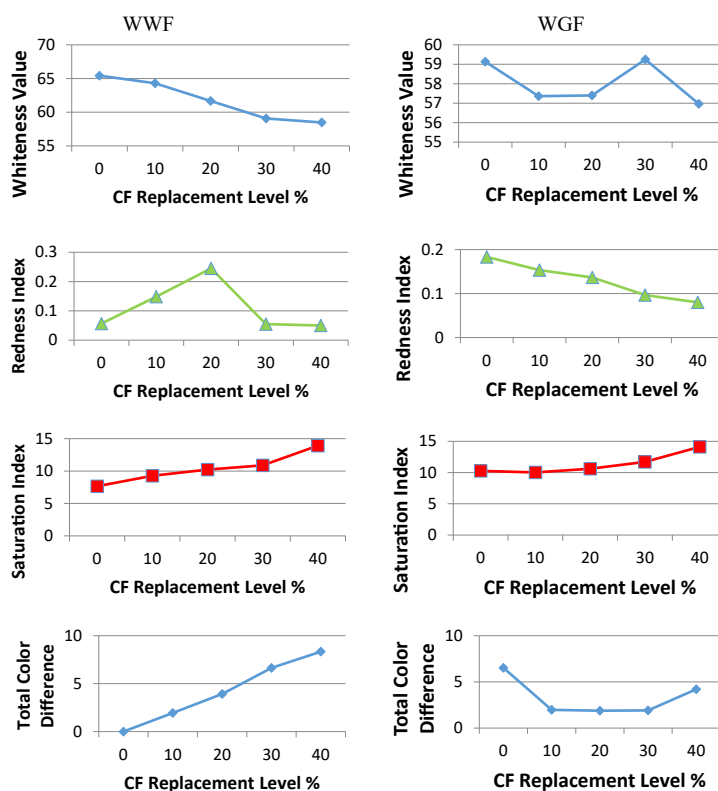 WWF
Whiteness Value
70
65
60
55
0 10 20 30 40
CF Replacement Level %
WGF
Whiteness Value
60
59
58
57
56
55
0 10 20 30 40
CF Replacement Level %
Redness Index
0.3
0.2
0.1
0
0 10 20 30 40
CF Replacement Level %
Redness Index
0.2
0.1
0
0 10 20 30 40
CF Replacement Level %
Saturation Index
15
10
5
0
0 10 20 30 40
CF Replacement Level %
Saturation Index
15
10
5
0
0 10 20 30 40
CF Replacement Level %
Total Color
Difference
10
5
0
0 10 20 30 40
CF Replacement Level %
Total Color
Difference
10
5
0
0 10 20 30 40
CF Replacement Level %